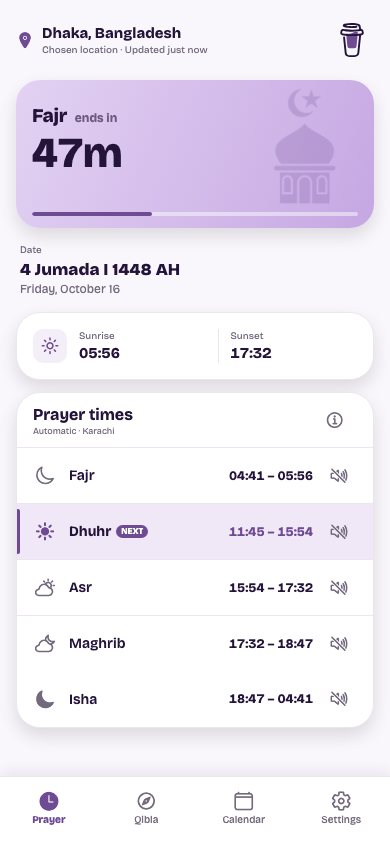 Dhaka, Bangladesh
Chosen location · Updated just now
Fajr ends in
47m
Date
4 Jumada I 1448 AH
Friday, October 16
Sunrise
05:56
Sunset
17:32
Prayer times
Automatic · Karachi
Fajr 04:41 – 05:56
Dhuhr NEXT 11:45 – 15:54
Asr 15:54 – 17:32
Maghrib 17:32 – 18:47
Isha 18:47 – 04:41
Prayer Qibla Calendar Settings